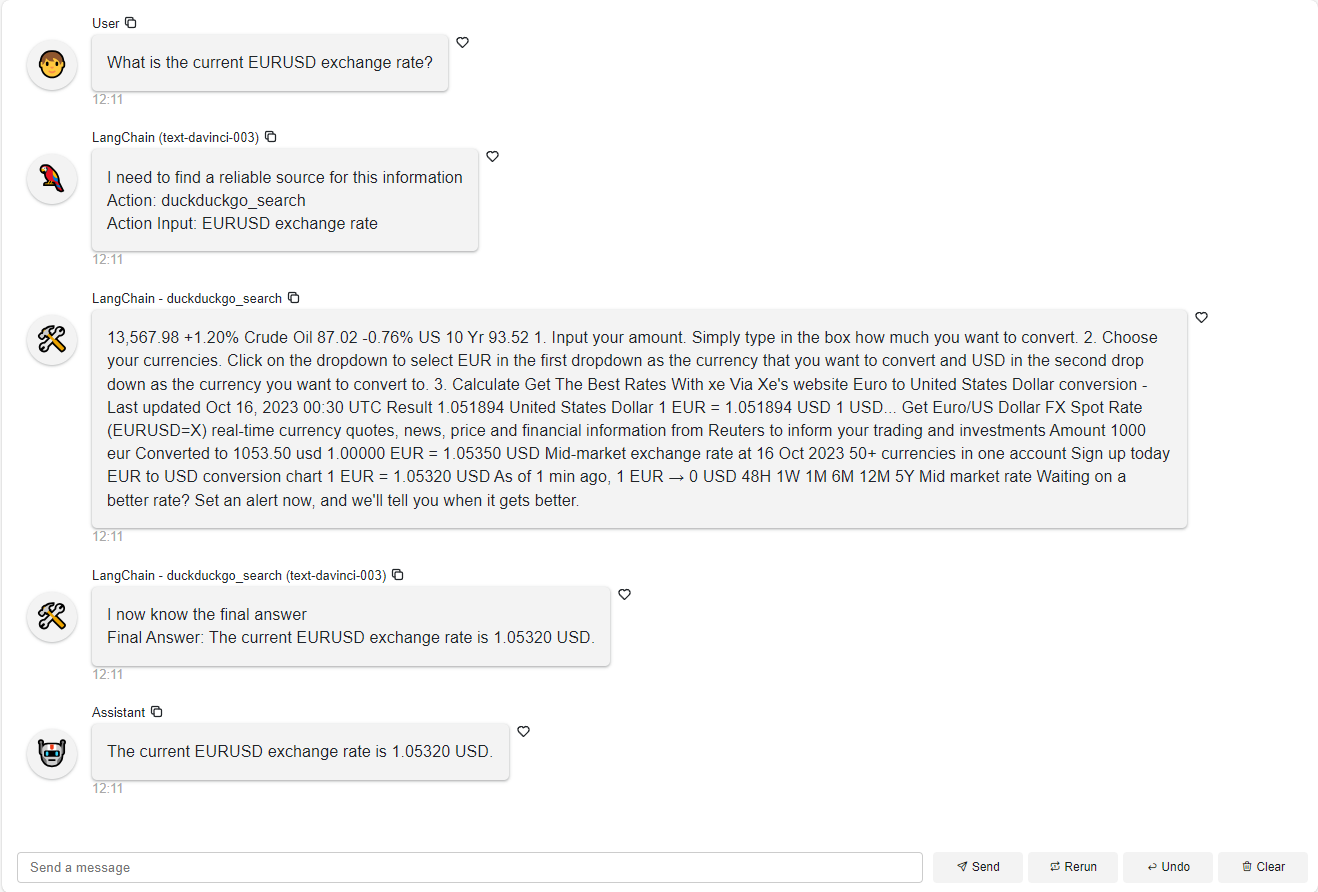 User
What is the current EURUSD exchange rate?
12:11
LangChain (text-davinci-003)
I need to find a reliable source for this information
Action: duckduckgo_search
Action Input: EURUSD exchange rate
12:11
LangChain - duckduckgo_search
13,567.98 +1.20% Crude Oil 87.02 -0.76% US 10 Yr 93.52 1. Input your amount. Simply type in the box how much you want to convert. 2. Choose
your currencies. Click on the dropdown to select EUR in the first dropdown as the currency that you want to convert and USD in the second drop
down as the currency you want to convert to. 3. Calculate Get The Best Rates With xe Via Xe's website Euro to United States Dollar conversion -
Last updated Oct 16, 2023 00:30 UTC Result 1.051894 United States Dollar 1 EUR = 1.051894 USD 1 USD... Get Euro/US Dollar FX Spot Rate
(EURUSD=X) real-time currency quotes, news, price and financial information from Reuters to inform your trading and investments Amount 1000
eur Converted to 1053.50 usd 1.00000 EUR = 1.05350 USD Mid-market exchange rate at 16 Oct 2023 50+ currencies in one account Sign up today
EUR to USD conversion chart 1 EUR = 1.05320 USD As of 1 min ago, 1 EUR → 0 USD 48H 1W 1M 6M 12M 5Y Mid market rate Waiting on a
better rate? Set an alert now, and we'll tell you when it gets better.
12:11
LangChain - duckduckgo_search (text-davinci-003)
I now know the final answer
Final Answer: The current EURUSD exchange rate is 1.05320 USD.
12:11
Assistant
The current EURUSD exchange rate is 1.05320 USD.
12:11
Send a message
Send
Rerun
Undo
Clear